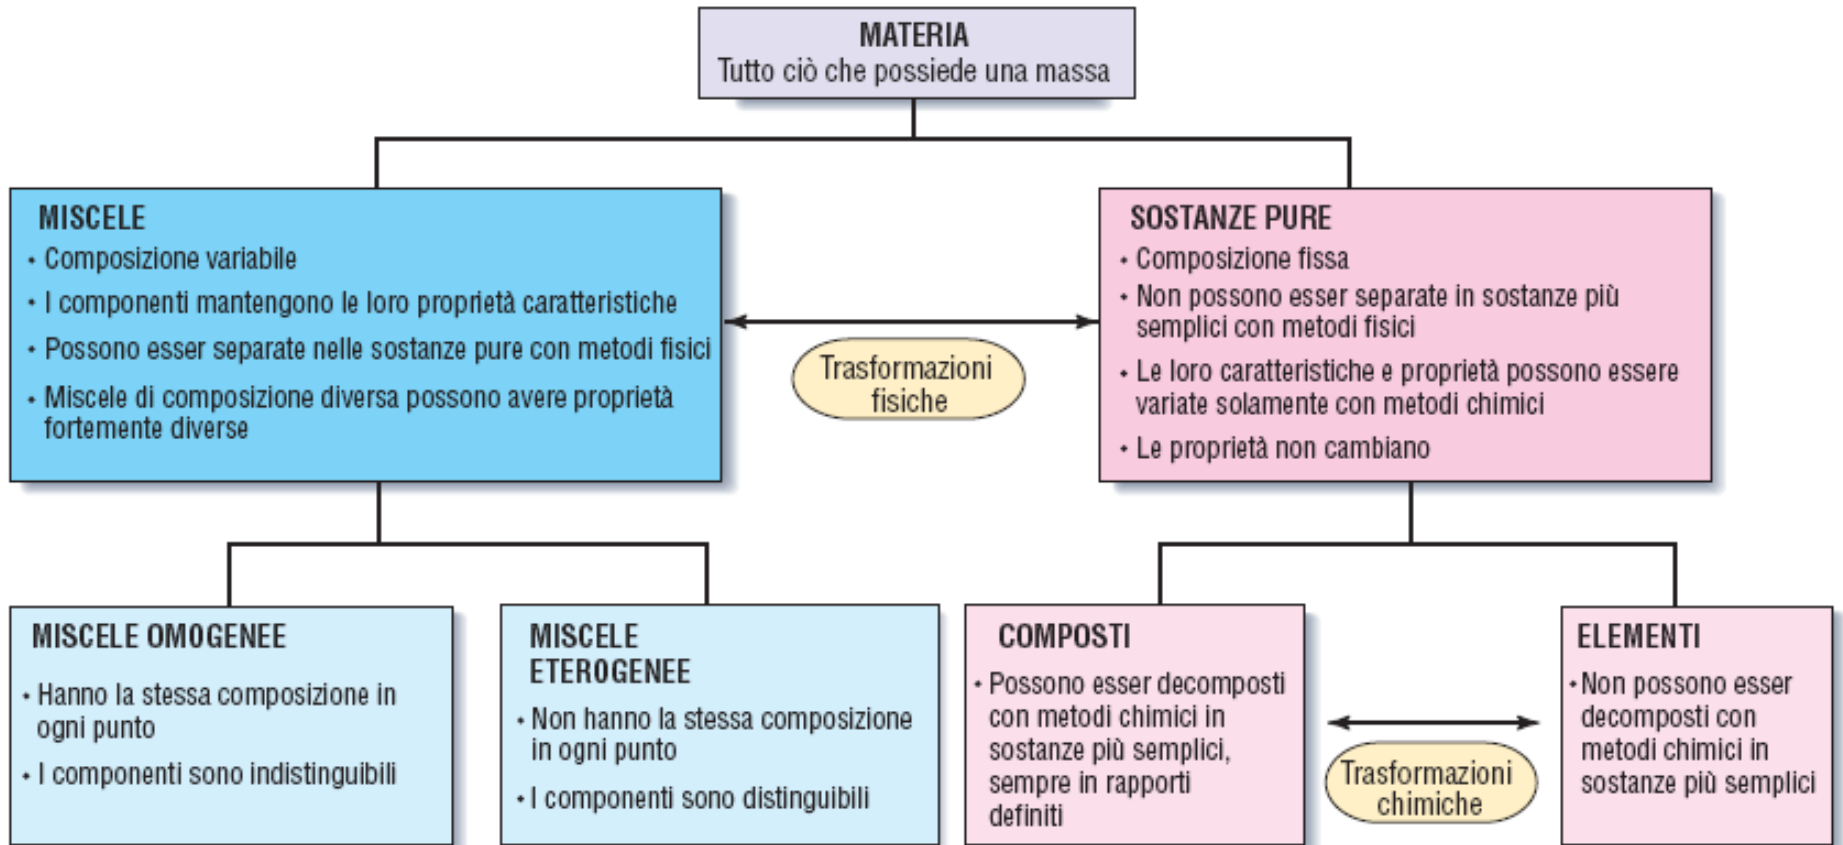 MATERIA
Tutto ciò che possiede una massa
MISCELE
• Composizione variabile
• I componenti mantengono le loro proprietà caratteristiche
• Possono esser separate nelle sostanze pure con metodi fisici
• Miscele di composizione diversa possono avere proprietà
fortemente diverse
Trasformazioni
fisiche
SOSTANZE PURE
• Composizione fissa
• Non possono esser separate in sostanze più
semplici con metodi fisici
• Le loro caratteristiche e proprietà possono essere
variate solamente con metodi chimici
• Le proprietà non cambiano
MISCELE OMOGENEE
• Hanno la stessa composizione in
ogni punto
• I componenti sono indistinguibili
MISCELE
ETEROGENEE
• Non hanno la stessa composizione
in ogni punto
• I componenti sono distinguibili
COMPOSTI
• Possono esser decomposti
con metodi chimici in
sostanze più semplici,
sempre in rapporti
definiti
Trasformazioni
chimiche
ELEMENTI
• Non possono esser
decomposti con
metodi chimici in
sostanze più semplici